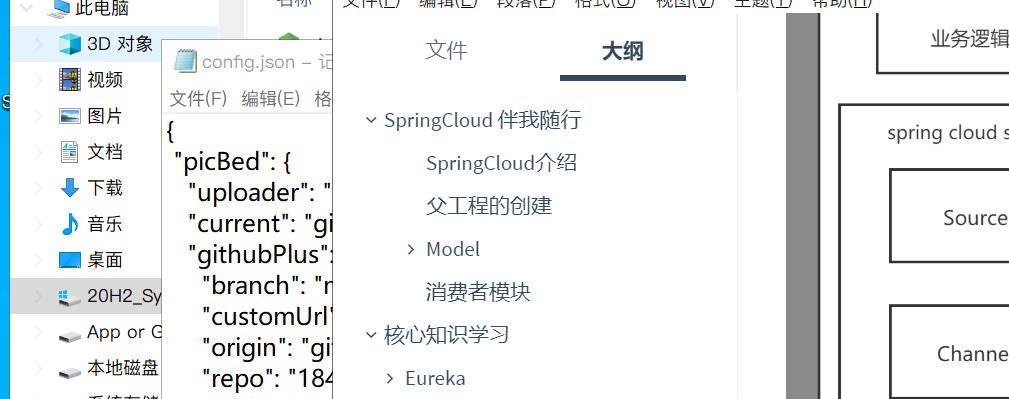 此电脑
3D 对象
视频
图片
文档
下载
音乐
桌面
20H2_Sy
App or G
本地磁盘
config.json - 记
文件(F) 编辑(E) 格
{
"picBed": {
"uploader": "
"current": "gi
"githubPlus":
"branch":
"customUrl"
"origin": "gi
"repo": "184
文件 大纲
SpringCloud 伴我随行
SpringCloud介绍
父工程的创建
Model
消费者模块
核心知识学习
Eureka
业务逻辑
spring cloud s
Source
Channe